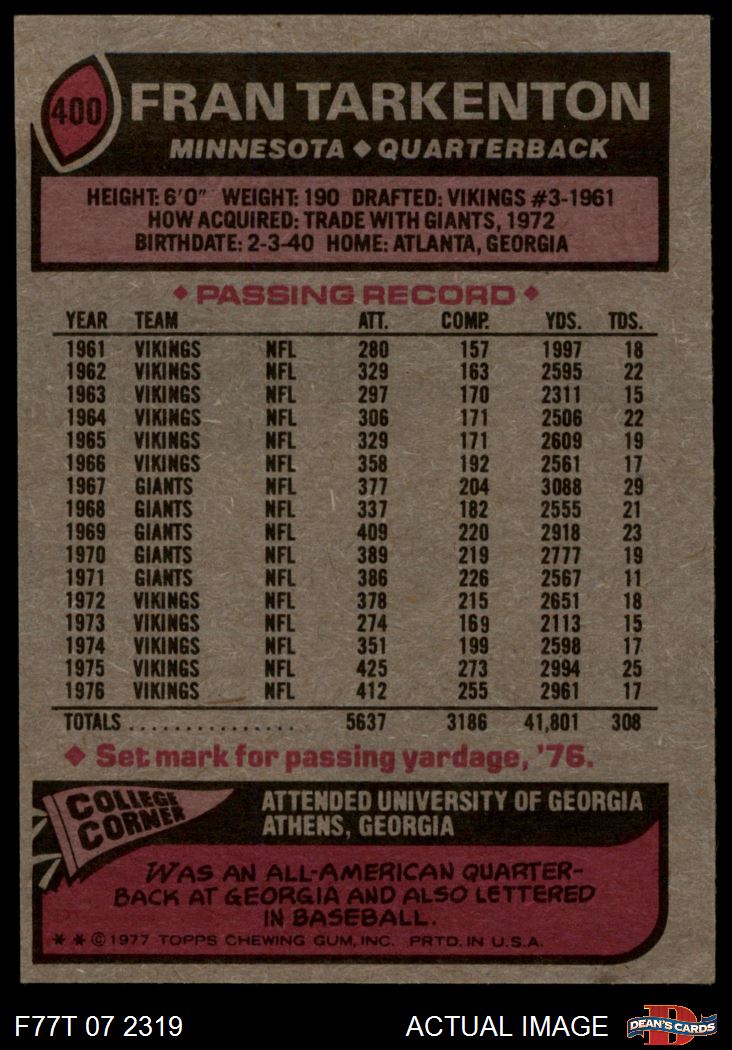 400
FRAN TARKENTON
MINNESOTA ◆ QUARTERBACK
HEIGHT: 6'0" WEIGHT: 190 DRAFTED: VIKINGS #3-1961
HOW ACQUIRED: TRADE WITH GIANTS, 1972
BIRTHDATE: 2-3-40 HOME: ATLANTA, GEORGIA
◆ PASSING RECORD ◆
YEAR TEAM ATT. COMP. YDS. TDS.
1961 VIKINGS NFL 280 157 1997 18
1962 VIKINGS NFL 329 163 2595 22
1963 VIKINGS NFL 297 170 2311 15
1964 VIKINGS NFL 306 171 2506 22
1965 VIKINGS NFL 329 171 2609 19
1966 VIKINGS NFL 358 192 2561 17
1967 GIANTS NFL 377 204 3088 29
1968 GIANTS NFL 337 182 2555 21
1969 GIANTS NFL 409 220 2918 23
1970 GIANTS NFL 389 219 2777 19
1971 GIANTS NFL 386 226 2567 11
1972 VIKINGS NFL 378 215 2651 18
1973 VIKINGS NFL 274 169 2113 15
1974 VIKINGS NFL 351 199 2598 17
1975 VIKINGS NFL 425 273 2994 25
1976 VIKINGS NFL 412 255 2961 17
TOTALS................ 5637 3186 41,801 308
◆ Set mark for passing yardage, '76.
COLLEGE
CORNER
ATTENDED UNIVERSITY OF GEORGIA
ATHENS, GEORGIA
WAS AN ALL-AMERICAN QUARTER-
BACK AT GEORGIA AND ALSO LETTERED
IN BASEBALL.
* * © 1977 TOPPS CHEWING GUM, INC. PRTD. IN U.S.A.
F77T 07 2319
ACTUAL IMAGE
D
DEAN'S CARDS